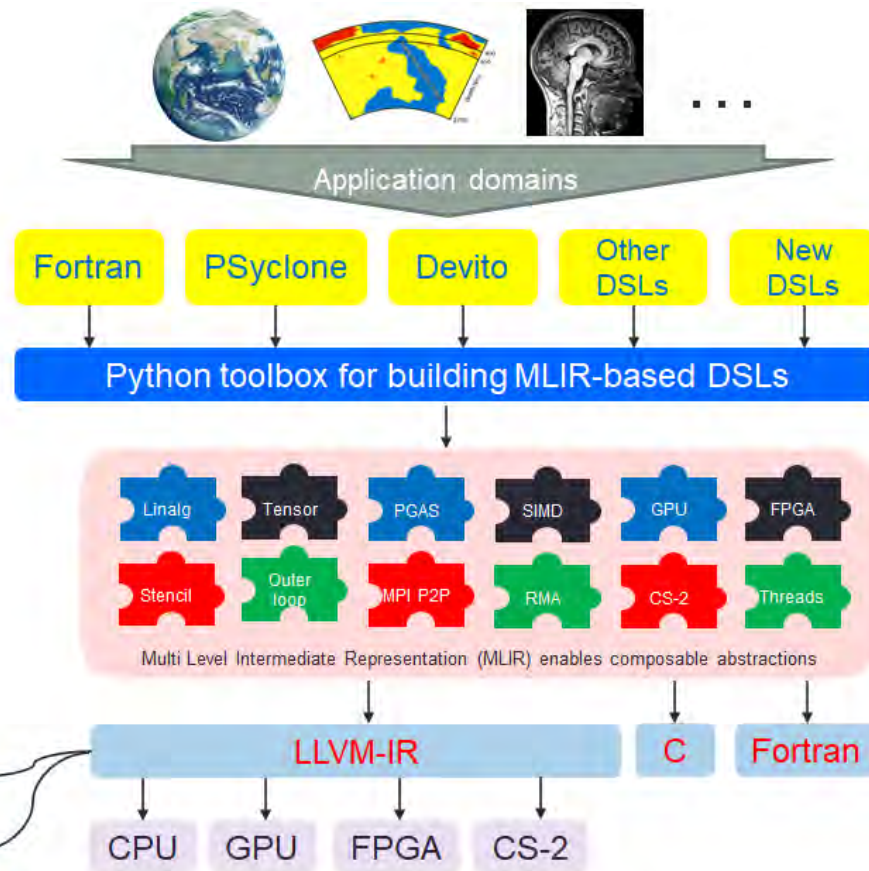 . . .
Application domains
Fortran
PSyclone
Devito
Other
DSLs
New
DSLs
Python toolbox for building MLIR-based DSLs
Linalg
Tensor
PGAS
SIMD
GPU
FPGA
Stencil
Outer
loop
MPI P2P
RMA
CS-2
Threads
Multi Level Intermediate Representation (MLIR) enables composable abstractions
LLVM-IR
C
Fortran
CPU
GPU
FPGA
CS-2